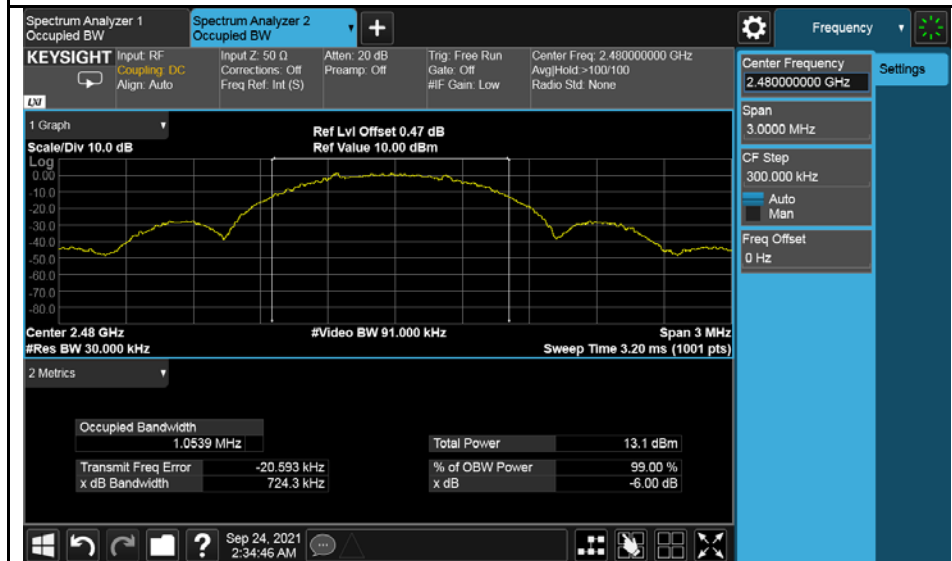 Spectrum Analyzer 1
Occupied BW
Spectrum Analyzer 2
Occupied BW
+
Frequency
KEYSIGHT
Input: RF
Coupling: DC
Align: Auto
LXI
Input Z: 50 Ω
Corrections: Off
Freq Ref: Int (S)
Atten: 20 dB
Preamp: Off
Trig: Free Run
Gate: Off
#IF Gain: Low
Center Freq: 2.480000000 GHz
Avg|Hold:>100/100
Radio Std: None
Center Frequency
2.480000000 GHz
Settings
Span
3.0000 MHz
CF Step
300.000 kHz
Auto
Man
Freq Offset
0 Hz
1 Graph
Scale/Div 10.0 dB
Ref Lvl Offset 0.47 dB
Ref Value 10.00 dBm
Log
0.00
-10.0
-20.0
-30.0
-40.0
-50.0
-60.0
-70.0
-80.0
Center 2.48 GHz
#Video BW 91.000 kHz
Span 3 MHz
#Res BW 30.000 kHz
Sweep Time 3.20 ms (1001 pts)
2 Metrics
Occupied Bandwidth
1.0539 MHz
Total Power 13.1 dBm
Transmit Freq Error -20.593 kHz
% of OBW Power 99.00 %
x dB Bandwidth 724.3 kHz
x dB -6.00 dB
?
Sep 24, 2021
2:34:46 AM